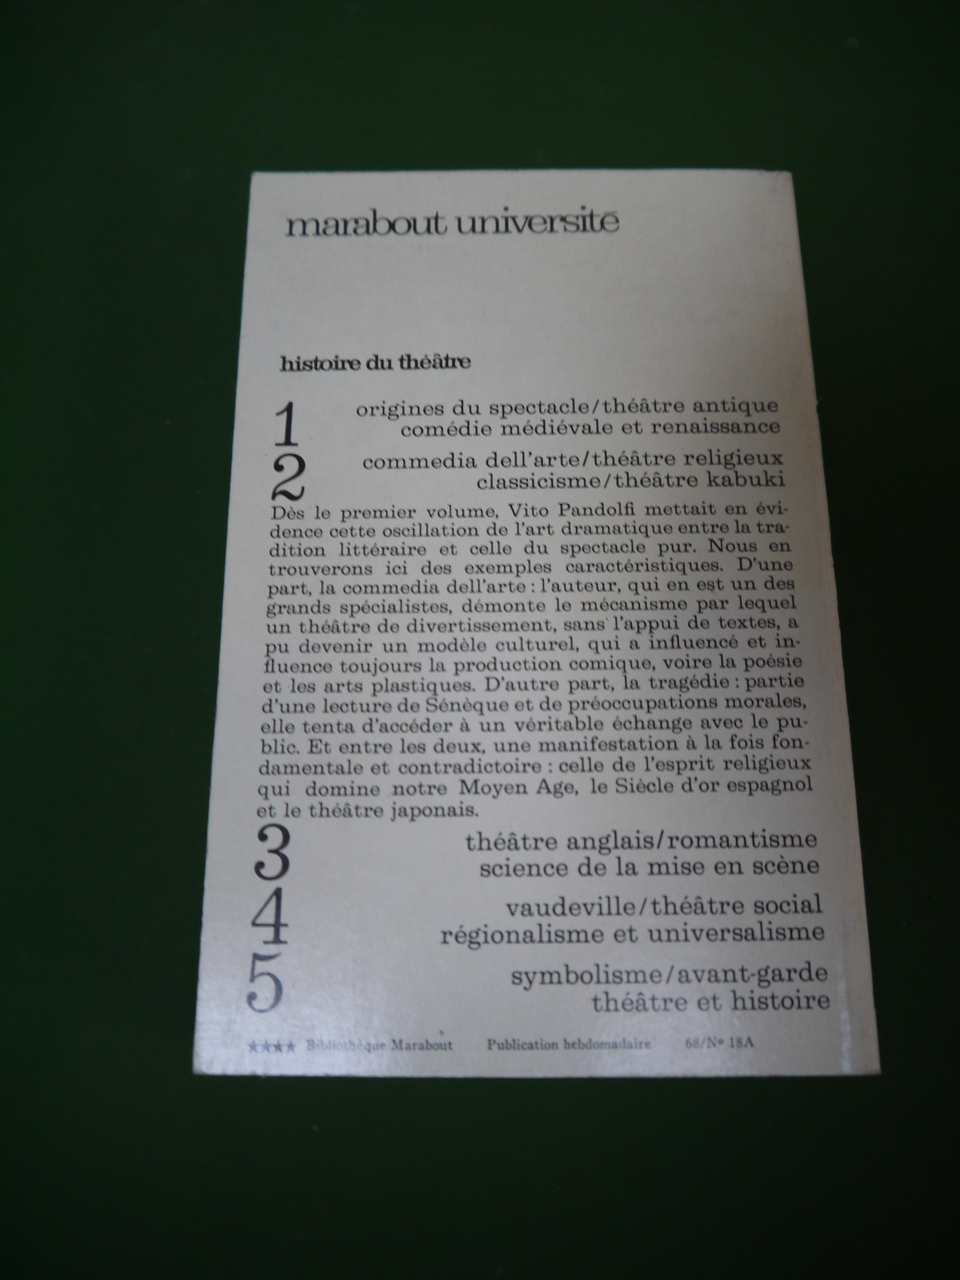 marabout université
histoire du théâtre
1 origines du spectacle/théâtre antique
comédie médiévale et renaissance
2 commedia dell'arte/théâtre religieux
classicisme/théâtre kabuki
Dès le premier volume, Vito Pandolfi mettait en évi-
dence cette oscillation de l'art dramatique entre la tra-
dition littéraire et celle du spectacle pur. Nous en
trouverons ici des exemples caractéristiques. D'une
part, la commedia dell'arte : l'auteur, qui en est un des
grands spécialistes, démonte le mécanisme par lequel
un théâtre de divertissement, sans l'appui de textes, a
pu devenir un modèle culturel, qui a influencé et in-
fluence toujours la production comique, voire la poésie
et les arts plastiques. D'autre part, la tragédie : partie
d'une lecture de Sénèque et de préoccupations morales,
elle tenta d'accéder à un véritable échange avec le pu-
blic. Et entre les deux, une manifestation à la fois fon-
damentale et contradictoire : celle de l'esprit religieux
qui domine notre Moyen Age, le Siècle d'or espagnol
et le théâtre japonais.
3 théâtre anglais/romantisme
science de la mise en scène
4 vaudeville/théâtre social
régionalisme et universalisme
5 symbolisme/avant-garde
théâtre et histoire
★★★★ Bibliothèque Marabout Publication hebdomadaire 68/Nº 18A